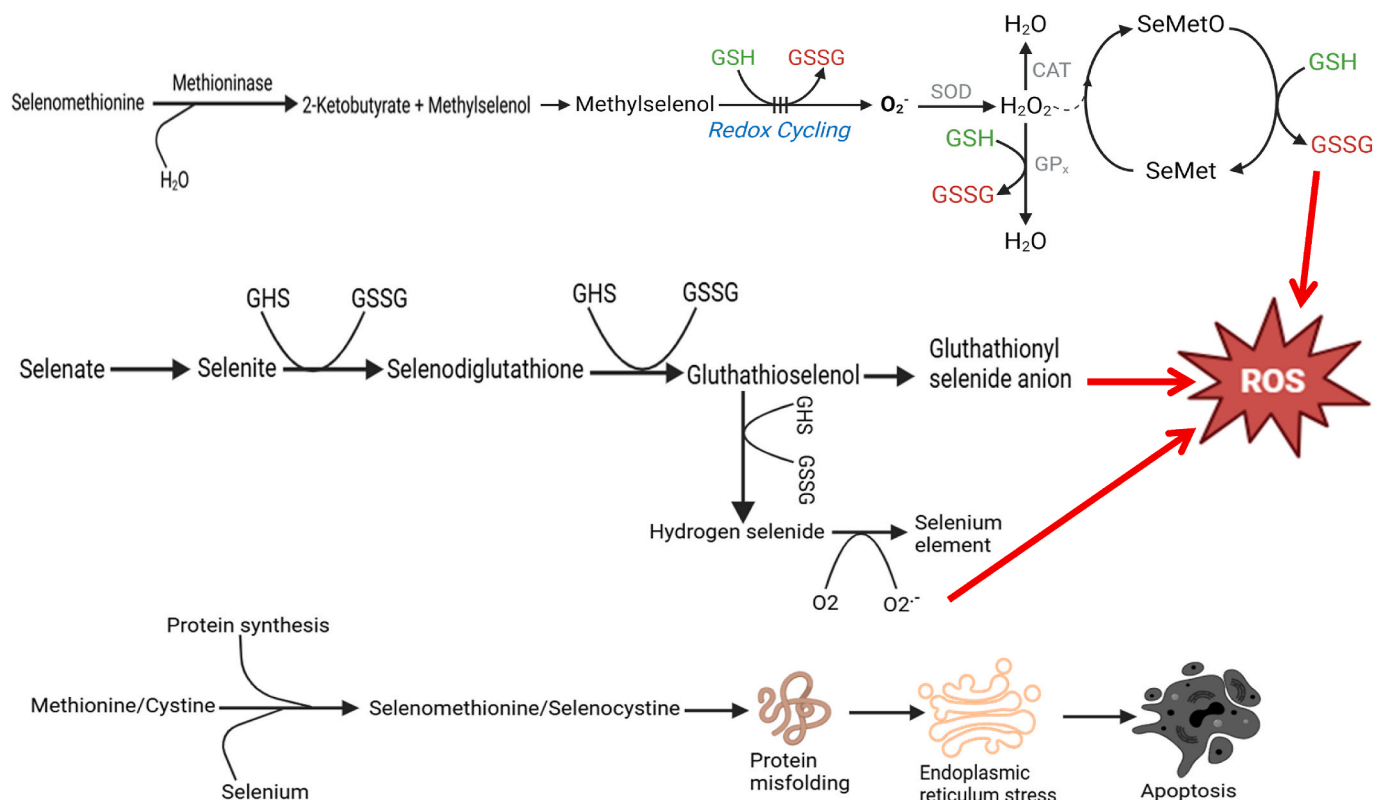 Selenomethionine
Methioninase
H₂O
2-Ketobutyrate + Methylselenol
Methylselenol
GSH
GSSG
Redox Cycling
O₂⁻
SOD
H₂O
CAT
H₂O₂
GSH
GPₓ
GSSG
H₂O
SeMetO
SeMet
GSH
GSSG
Selenate
Selenite
GHS
GSSG
Selenodiglutathione
GHS
GSSG
Gluthathioselenol
Gluthathionyl
selenide anion
ROS
GHS
GSSG
Hydrogen selenide
Selenium
element
O2
O2·⁻
Protein synthesis
Methionine/Cystine
Selenium
Selenomethionine/Selenocystine
Protein
misfolding
Endoplasmic
reticulum stress
Apoptosis